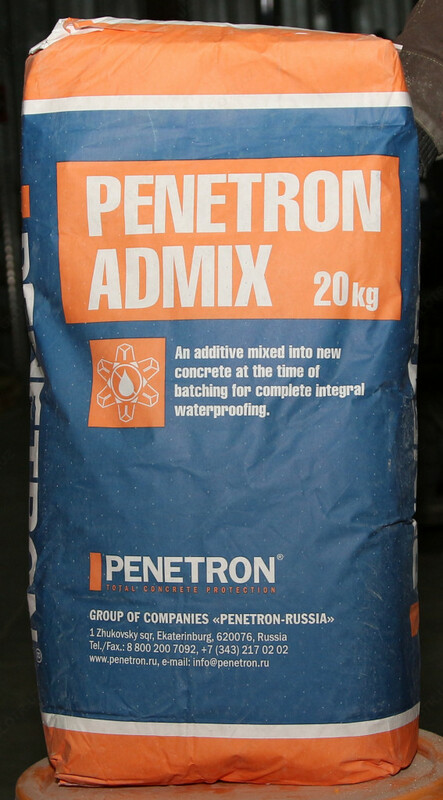 PENETRON
ADMIX
20 kg
An additive mixed into new
concrete at the time of
batching for complete integral
waterproofing.
PENETRON®
TOTAL CONCRETE PROTECTION
GROUP OF COMPANIES «PENETRON-RUSSIA»
1 Zhukovsky sqr, Ekaterinburg, 620076, Russia
Tel./Fax.: 8 800 200 7092, +7 (343) 217 02 02
www.penetron.ru, e-mail: info@penetron.ru